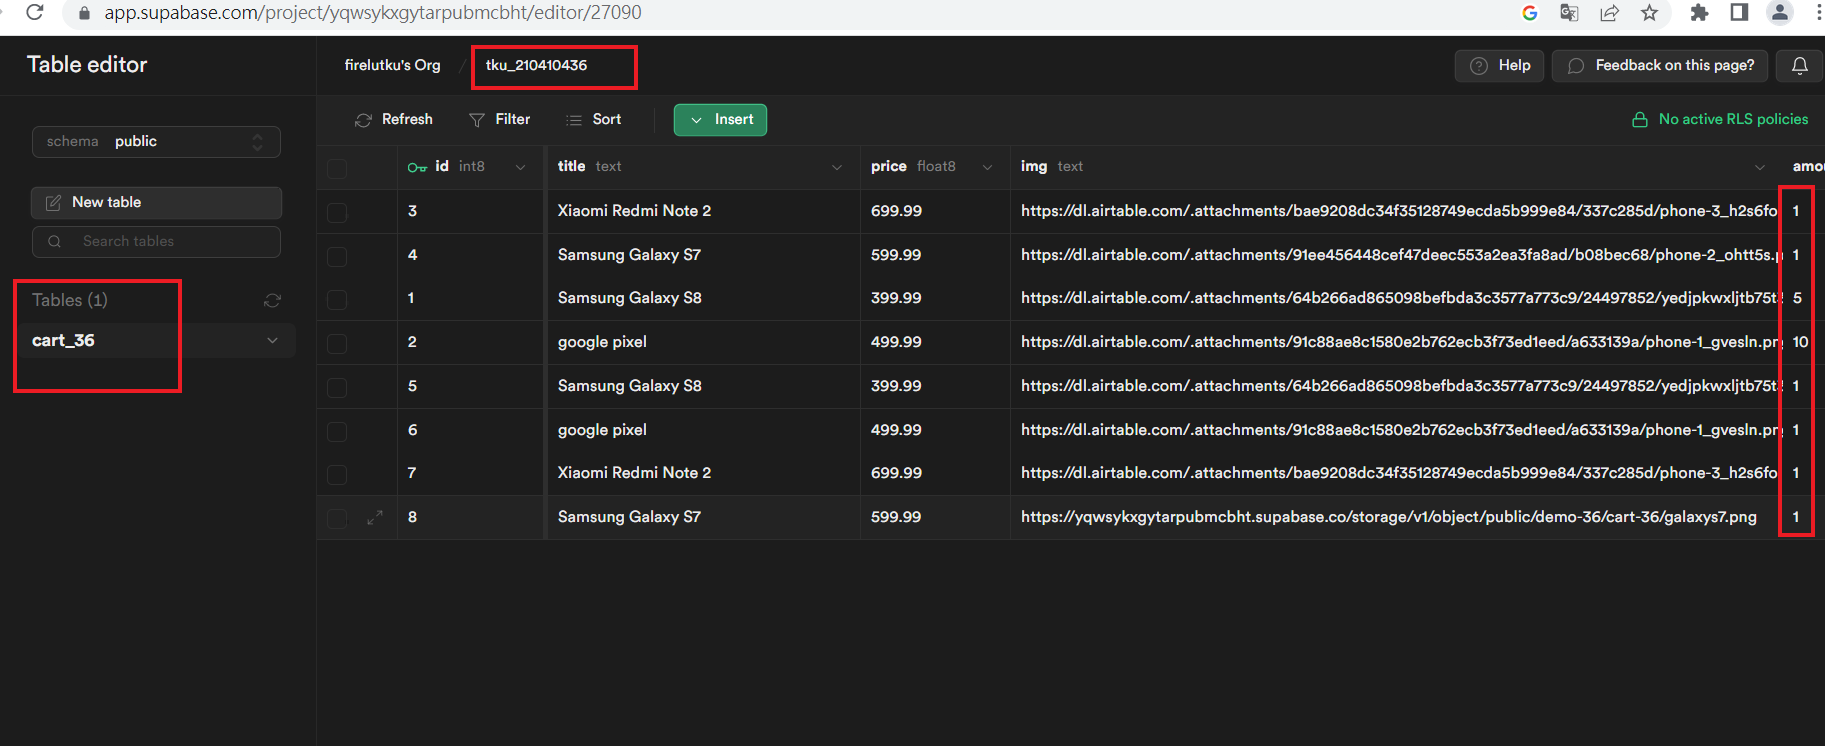 app.supabase.com/project/yqwsykxgytarpubmcbht/editor/27090
Table editor
firelutku's Org / tku_210410436
Help
Feedback on this page?
schema public
Refresh
Filter
Sort
Insert
No active RLS policies
New table
Search tables
Tables (1)
cart_36
id int8 title text price float8 img text amou
3 Xiaomi Redmi Note 2 699.99 https://dl.airtable.com/.attachments/bae9208dc34f35128749ecda5b999e84/337c285d/phone-3_h2s6fo 1
4 Samsung Galaxy S7 599.99 https://dl.airtable.com/.attachments/91ee456448cef47deec553a2ea3fa8ad/b08bec68/phone-2_ohtt5s.p 1
1 Samsung Galaxy S8 399.99 https://dl.airtable.com/.attachments/64b266ad865098befbda3c3577a773c9/24497852/yedjpkwxljtb75t 5
2 google pixel 499.99 https://dl.airtable.com/.attachments/91c88ae8c1580e2b762ecb3f73ed1eed/a633139a/phone-1_gvesln.pn 10
5 Samsung Galaxy S8 399.99 https://dl.airtable.com/.attachments/64b266ad865098befbda3c3577a773c9/24497852/yedjpkwxljtb75t 1
6 google pixel 499.99 https://dl.airtable.com/.attachments/91c88ae8c1580e2b762ecb3f73ed1eed/a633139a/phone-1_gvesln.pn 1
7 Xiaomi Redmi Note 2 699.99 https://dl.airtable.com/.attachments/bae9208dc34f35128749ecda5b999e84/337c285d/phone-3_h2s6fo 1
8 Samsung Galaxy S7 599.99 https://yqwsykxgytarpubmcbht.supabase.co/storage/v1/object/public/demo-36/cart-36/galaxys7.png 1